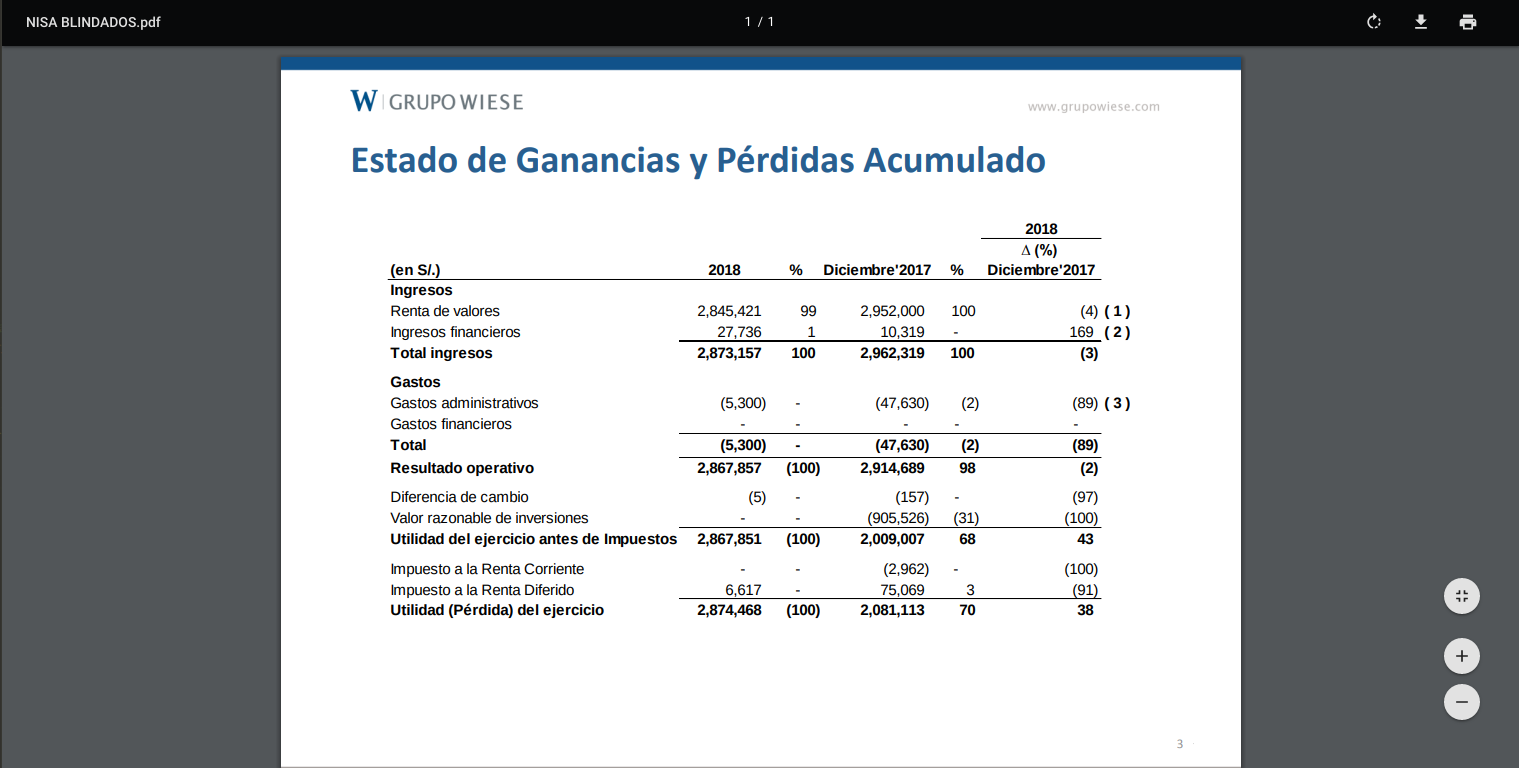 NISA BLINDADOS.pdf 1 / 1
W GRUPO WIESE www.grupowiese.com
Estado de Ganancias y Pérdidas Acumulado
2018
Δ (%)
(en S/.) 2018 % Diciembre'2017 % Diciembre'2017
Ingresos
Renta de valores 2,845,421 99 2,952,000 100 (4) ( 1 )
Ingresos financieros 27,736 1 10,319 - 169 ( 2 )
Total ingresos 2,873,157 100 2,962,319 100 (3)
Gastos
Gastos administrativos (5,300) - (47,630) (2) (89) ( 3 )
Gastos financieros - - - - -
Total (5,300) - (47,630) (2) (89)
Resultado operativo 2,867,857 (100) 2,914,689 98 (2)
Diferencia de cambio (5) - (157) - (97)
Valor razonable de inversiones - - (905,526) (31) (100)
Utilidad del ejercicio antes de Impuestos 2,867,851 (100) 2,009,007 68 43
Impuesto a la Renta Corriente - - (2,962) - (100)
Impuesto a la Renta Diferido 6,617 - 75,069 3 (91)
Utilidad (Pérdida) del ejercicio 2,874,468 (100) 2,081,113 70 38
3